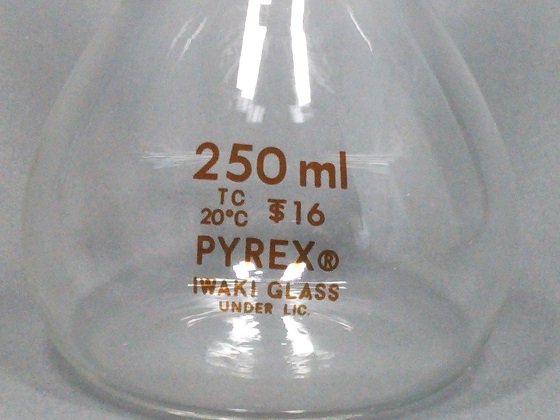 250 ml
TC
20°C
PYREX®
IWAKI GLASS
UNDER LIC.